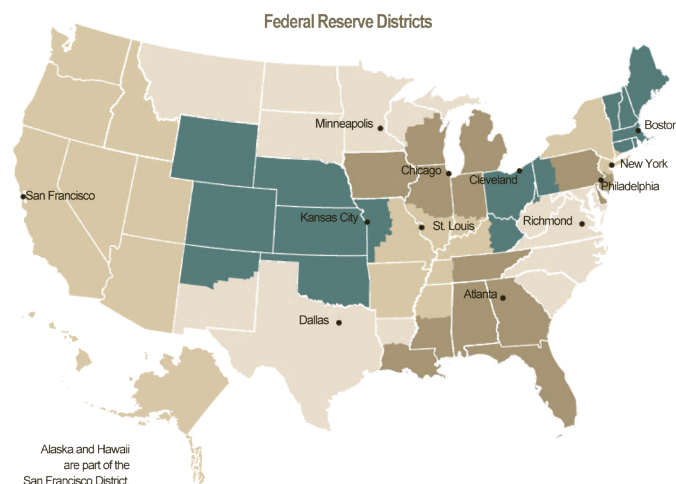 Federal Reserve Districts
Minneapolis
Boston
Chicago
Cleveland
New York
Philadelphia
San Francisco
Kansas City
St. Louis
Richmond
Atlanta
Dallas
Alaska and Hawaii
are part of the
San Francisco District.